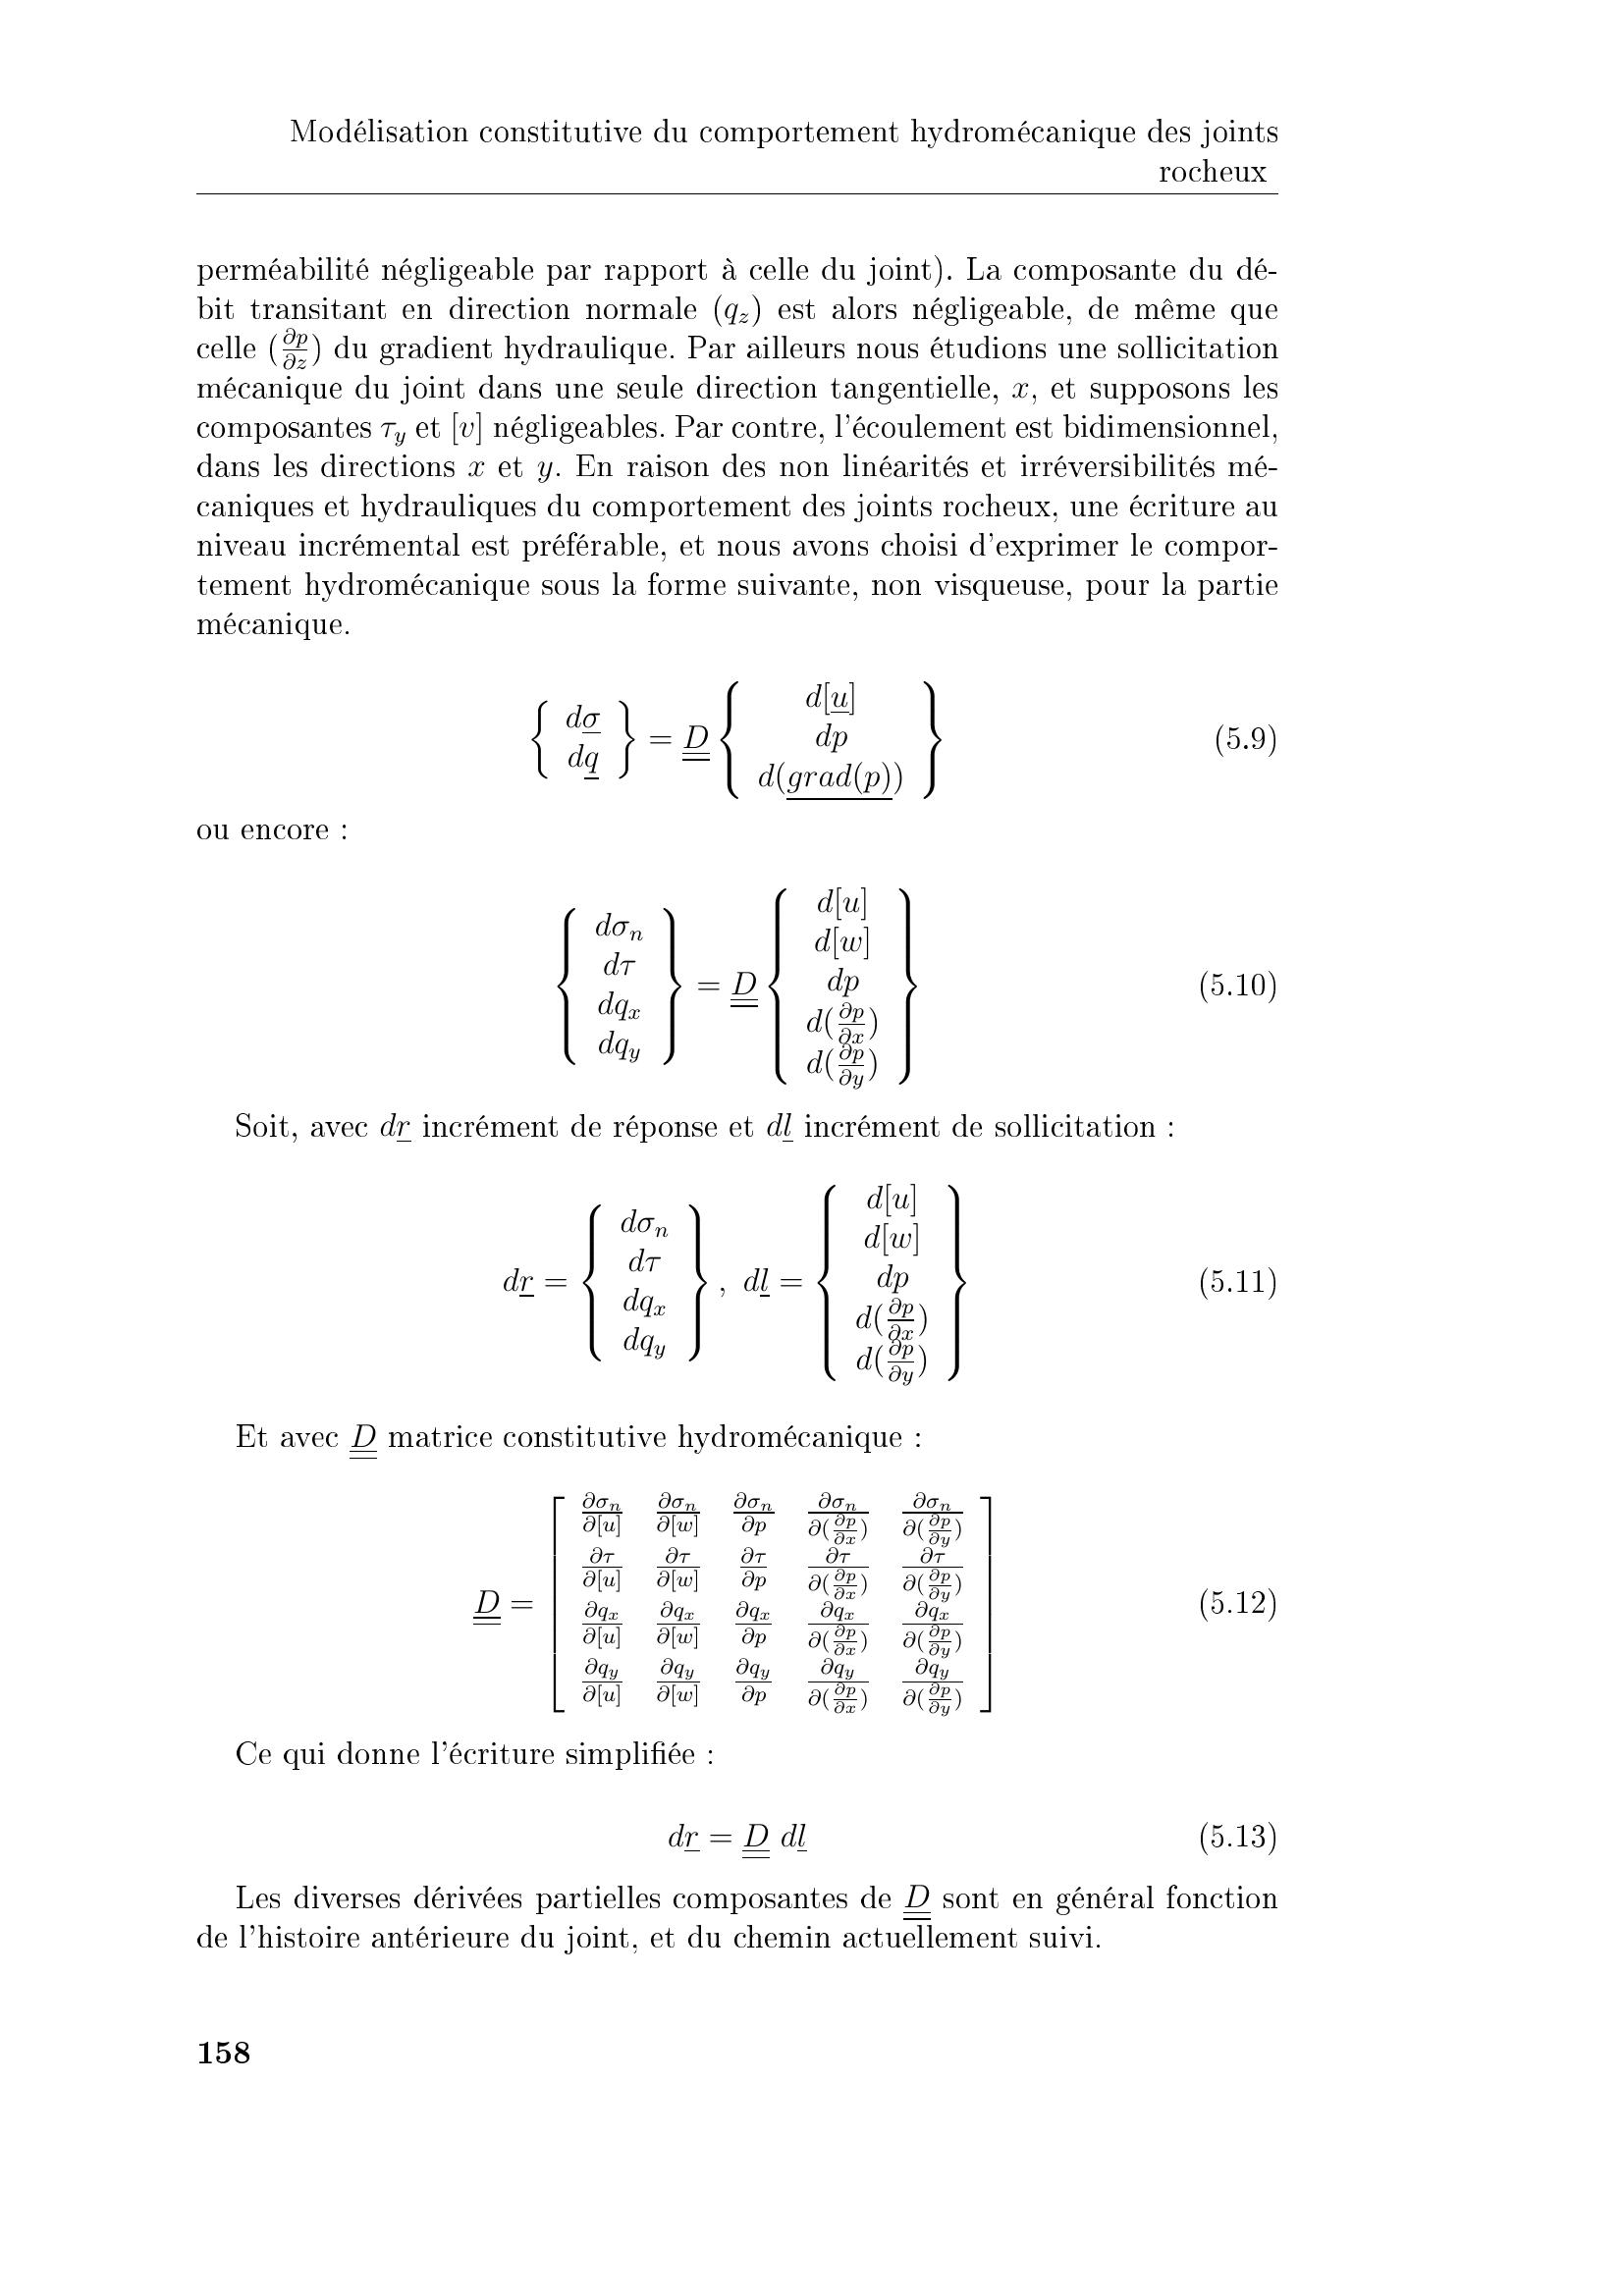 Modélisation constitutive du comportement hydromécanique des joints
rocheux
perméabilité négligeable par rapport à celle du joint). La composante du dé-
bit transitant en direction normale ($q_z$) est alors négligeable, de même que
celle ($\frac{\partial p}{\partial z}$) du gradient hydraulique. Par ailleurs nous étudions une sollicitation
mécanique du joint dans une seule direction tangentielle, $x$, et supposons les
composantes $\tau_y$ et $[v]$ négligeables. Par contre, l'écoulement est bidimensionnel,
dans les directions $x$ et $y$. En raison des non linéarités et irréversibilités mé-
caniques et hydrauliques du comportement des joints rocheux, une écriture au
niveau incrémental est préférable, et nous avons choisi d'exprimer le compor-
tement hydromécanique sous la forme suivante, non visqueuse, pour la partie
mécanique.
$\left\{ \begin{array}{c} d\underline{\sigma} \\ d\underline{q} \end{array} \right\} = \underline{\underline{D}} \left\{ \begin{array}{c} d[\underline{u}] \\ dp \\ d(\underline{grad(p)}) \end{array} \right\}$ (5.9)
ou encore :
$\left\{ \begin{array}{c} d\sigma_n \\ d\tau \\ dq_x \\ dq_y \end{array} \right\} = \underline{\underline{D}} \left\{ \begin{array}{c} d[u] \\ d[w] \\ dp \\ d(\frac{\partial p}{\partial x}) \\ d(\frac{\partial p}{\partial y}) \end{array} \right\}$ (5.10)
Soit, avec $d\underline{r}$ incrément de réponse et $d\underline{l}$ incrément de sollicitation :
$d\underline{r} = \left\{ \begin{array}{c} d\sigma_n \\ d\tau \\ dq_x \\ dq_y \end{array} \right\} , \ d\underline{l} = \left\{ \begin{array}{c} d[u] \\ d[w] \\ dp \\ d(\frac{\partial p}{\partial x}) \\ d(\frac{\partial p}{\partial y}) \end{array} \right\}$ (5.11)
Et avec $\underline{\underline{D}}$ matrice constitutive hydromécanique :
$\underline{\underline{D}} = \left[ \begin{array}{ccccc} \frac{\partial \sigma_n}{\partial [u]} & \frac{\partial \sigma_n}{\partial [w]} & \frac{\partial \sigma_n}{\partial p} & \frac{\partial \sigma_n}{\partial (\frac{\partial p}{\partial x})} & \frac{\partial \sigma_n}{\partial (\frac{\partial p}{\partial y})} \\ \frac{\partial \tau}{\partial [u]} & \frac{\partial \tau}{\partial [w]} & \frac{\partial \tau}{\partial p} & \frac{\partial \tau}{\partial (\frac{\partial p}{\partial x})} & \frac{\partial \tau}{\partial (\frac{\partial p}{\partial y})} \\ \frac{\partial q_x}{\partial [u]} & \frac{\partial q_x}{\partial [w]} & \frac{\partial q_x}{\partial p} & \frac{\partial q_x}{\partial (\frac{\partial p}{\partial x})} & \frac{\partial q_x}{\partial (\frac{\partial p}{\partial y})} \\ \frac{\partial q_y}{\partial [u]} & \frac{\partial q_y}{\partial [w]} & \frac{\partial q_y}{\partial p} & \frac{\partial q_y}{\partial (\frac{\partial p}{\partial x})} & \frac{\partial q_y}{\partial (\frac{\partial p}{\partial y})} \end{array} \right]$ (5.12)
Ce qui donne l'écriture simplifiée :
$d\underline{r} = \underline{\underline{D}} \ d\underline{l}$ (5.13)
Les diverses dérivées partielles composantes de $\underline{\underline{D}}$ sont en général fonction
de l'histoire antérieure du joint, et du chemin actuellement suivi.
158